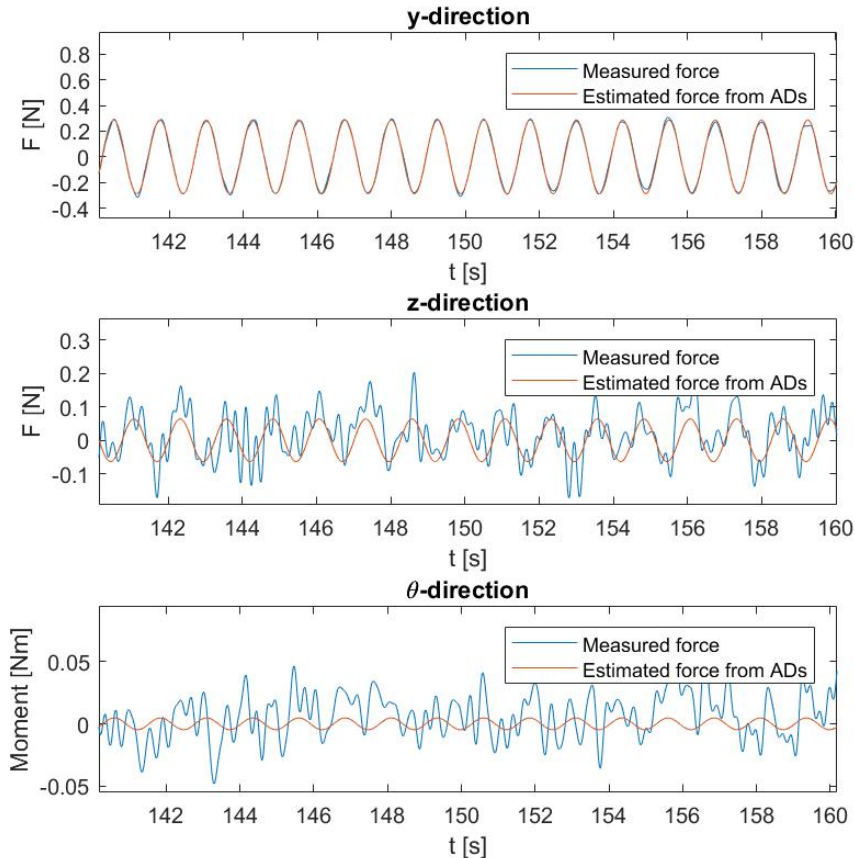 y-direction
0.8
0.6
0.4
0.2
0
-0.2
-0.4
F [N]
Measured force
Estimated force from ADs
142 144 146 148 150 152 154 156 158 160
t [s]
z-direction
0.3
0.2
0.1
0
-0.1
F [N]
Measured force
Estimated force from ADs
142 144 146 148 150 152 154 156 158 160
t [s]
θ-direction
0.05
0
-0.05
Moment [Nm]
Measured force
Estimated force from ADs
142 144 146 148 150 152 154 156 158 160
t [s]